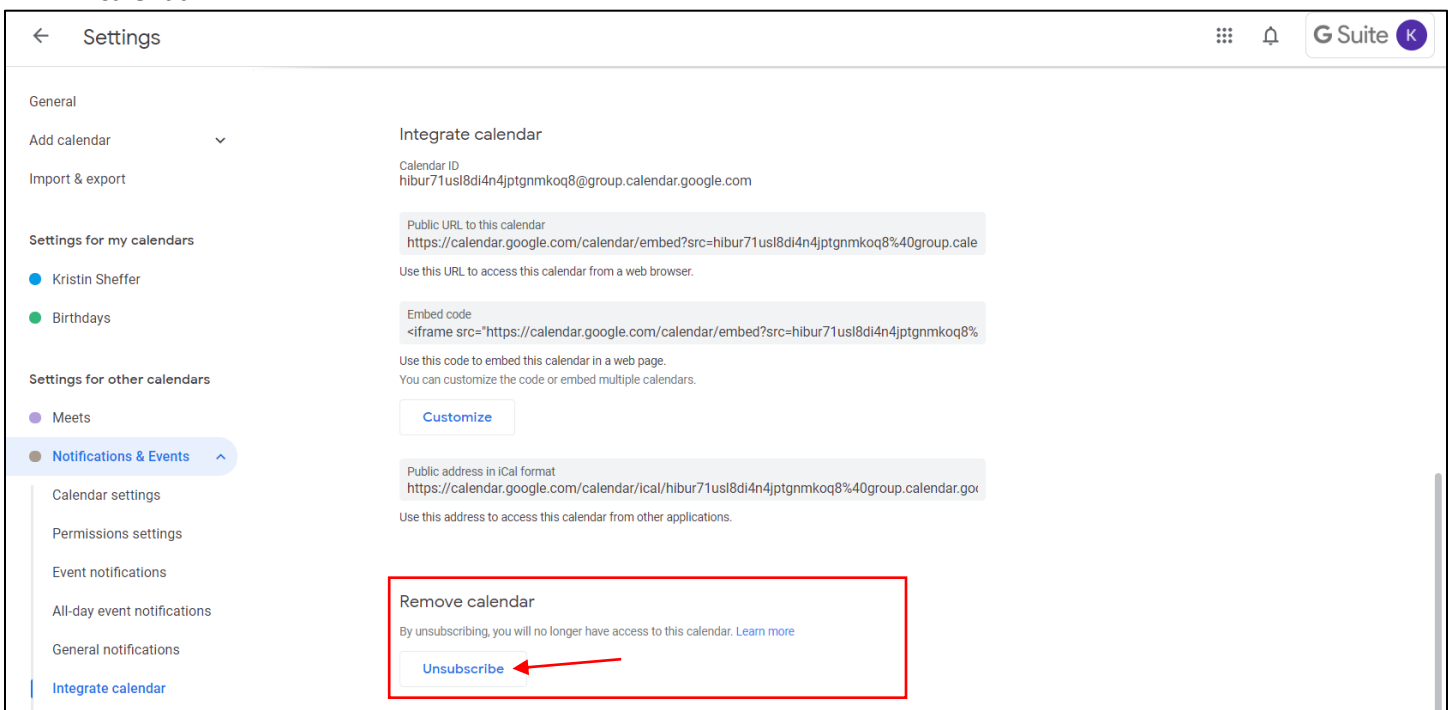 Settings
G Suite K
General
Add calendar
Import & export
Settings for my calendars
Kristin Sheffer
Birthdays
Settings for other calendars
Meets
Notifications & Events
Calendar settings
Permissions settings
Event notifications
All-day event notifications
General notifications
Integrate calendar
Integrate calendar
Calendar ID
hibur71usl8di4n4jptgnmkoq8@group.calendar.google.com
Public URL to this calendar
https://calendar.google.com/calendar/embed?src=hibur71usl8di4n4jptgnmkoq8%40group.cale
Use this URL to access this calendar from a web browser.
Embed code
<iframe src="https://calendar.google.com/calendar/embed?src=hibur71usl8di4n4jptgnmkoq8%
Use this code to embed this calendar in a web page.
You can customize the code or embed multiple calendars.
Customize
Public address in iCal format
https://calendar.google.com/calendar/ical/hibur71usl8di4n4jptgnmkoq8%40group.calendar.goo
Use this address to access this calendar from other applications.
Remove calendar
By unsubscribing, you will no longer have access to this calendar. Learn more
Unsubscribe